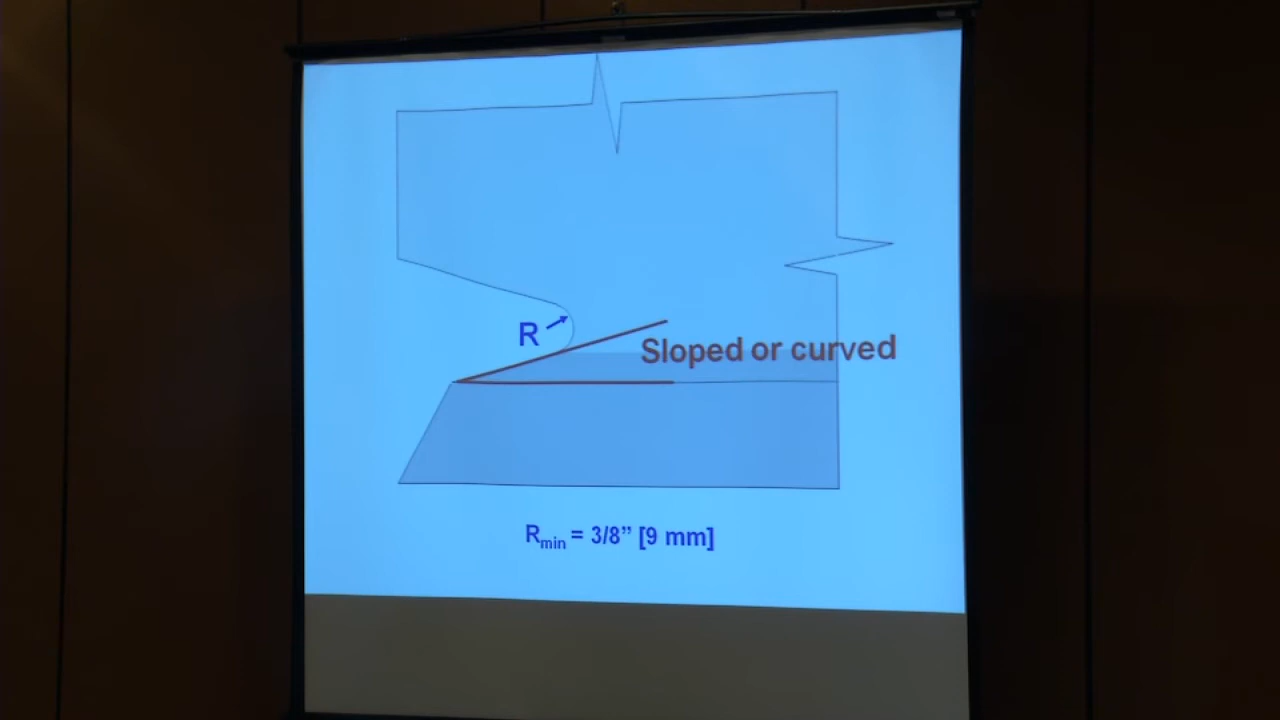 R
Sloped or curved
Rmin = 3/8” [9 mm]